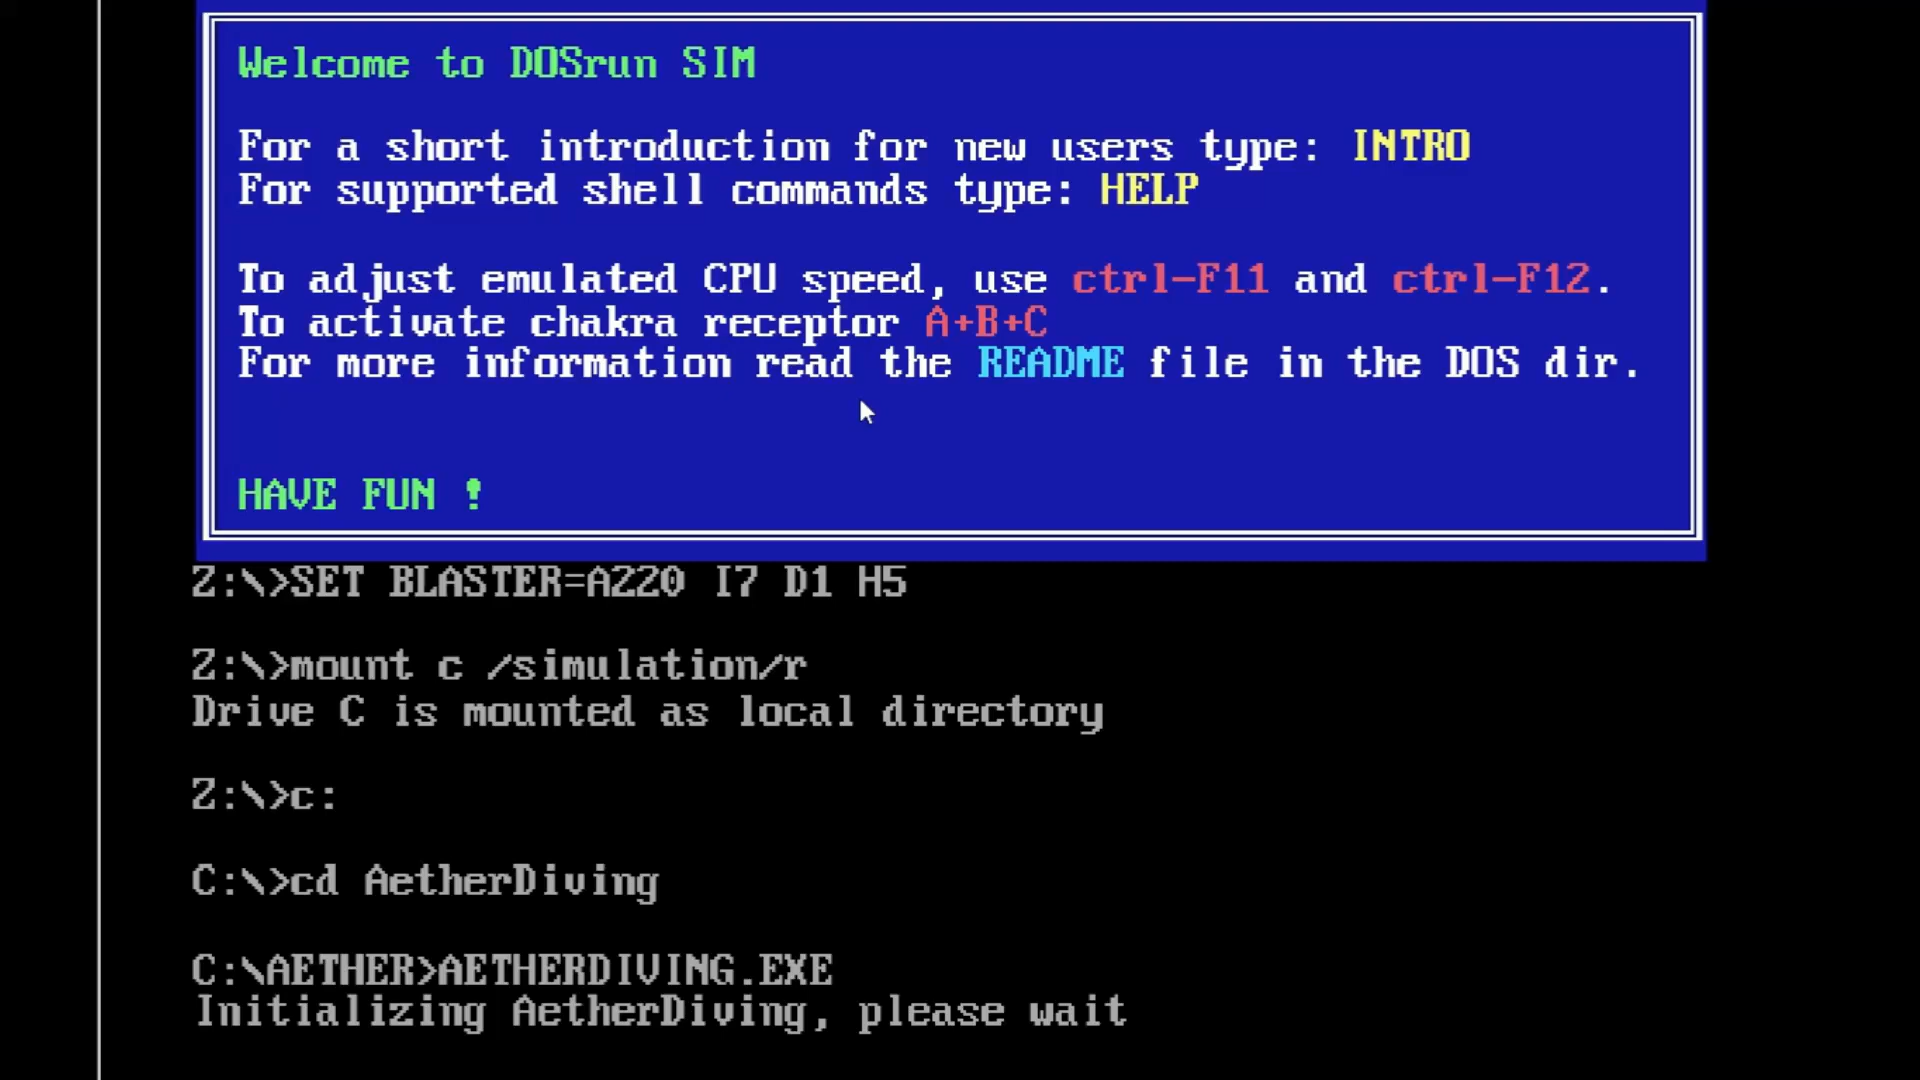 Welcome to DOSrun SIM
For a short introduction for new users type: INTRO
For supported shell commands type: HELP
To adjust emulated CPU speed, use ctrl-F11 and ctrl-F12.
To activate chakra receptor A+B+C
For more information read the README file in the DOS dir.
HAVE FUN !
Z:\>SET BLASTER=A220 I7 D1 H5
Z:\>mount c /simulation/r
Drive C is mounted as local directory
Z:\>c:
C:\>cd AetherDiving
C:\AETHER>AETHERDIVING.EXE
Initializing AetherDiving, please wait